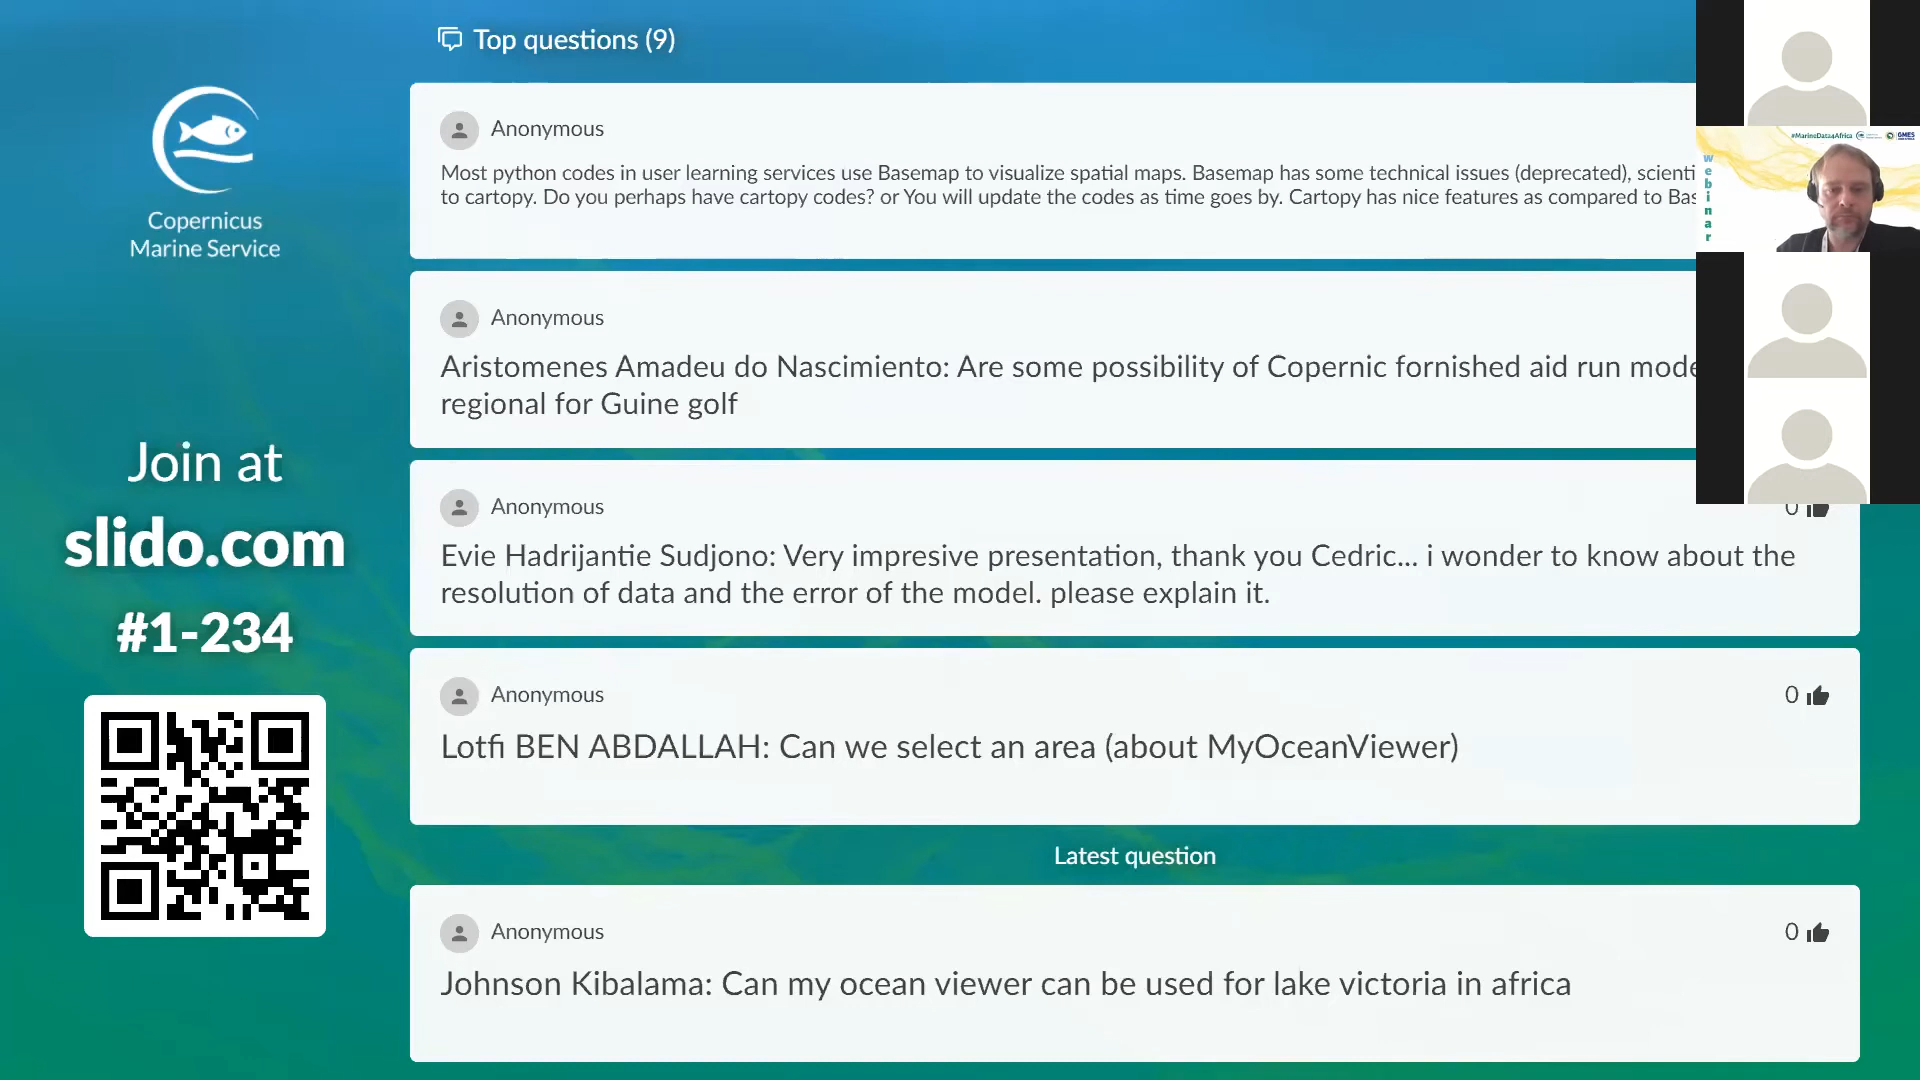 Top questions (9)
Copernicus
Marine Service
Join at
slido.com
#1-234
Anonymous
Most python codes in user learning services use Basemap to visualize spatial maps. Basemap has some technical issues (deprecated), scienti
to cartopy. Do you perhaps have cartopy codes? or You will update the codes as time goes by. Cartopy has nice features as compared to Bas
Anonymous
Aristomenes Amadeu do Nascimiento: Are some possibility of Copernic fornished aid run mode
regional for Guine golf
Anonymous
0
Evie Hadrijantie Sudjono: Very impresive presentation, thank you Cedric... i wonder to know about the
resolution of data and the error of the model. please explain it.
Anonymous
0
Lotfi BEN ABDALLAH: Can we select an area (about MyOceanViewer)
Latest question
Anonymous
0
Johnson Kibalama: Can my ocean viewer can be used for lake victoria in africa
#MarineData4Africa
GMES
webinar